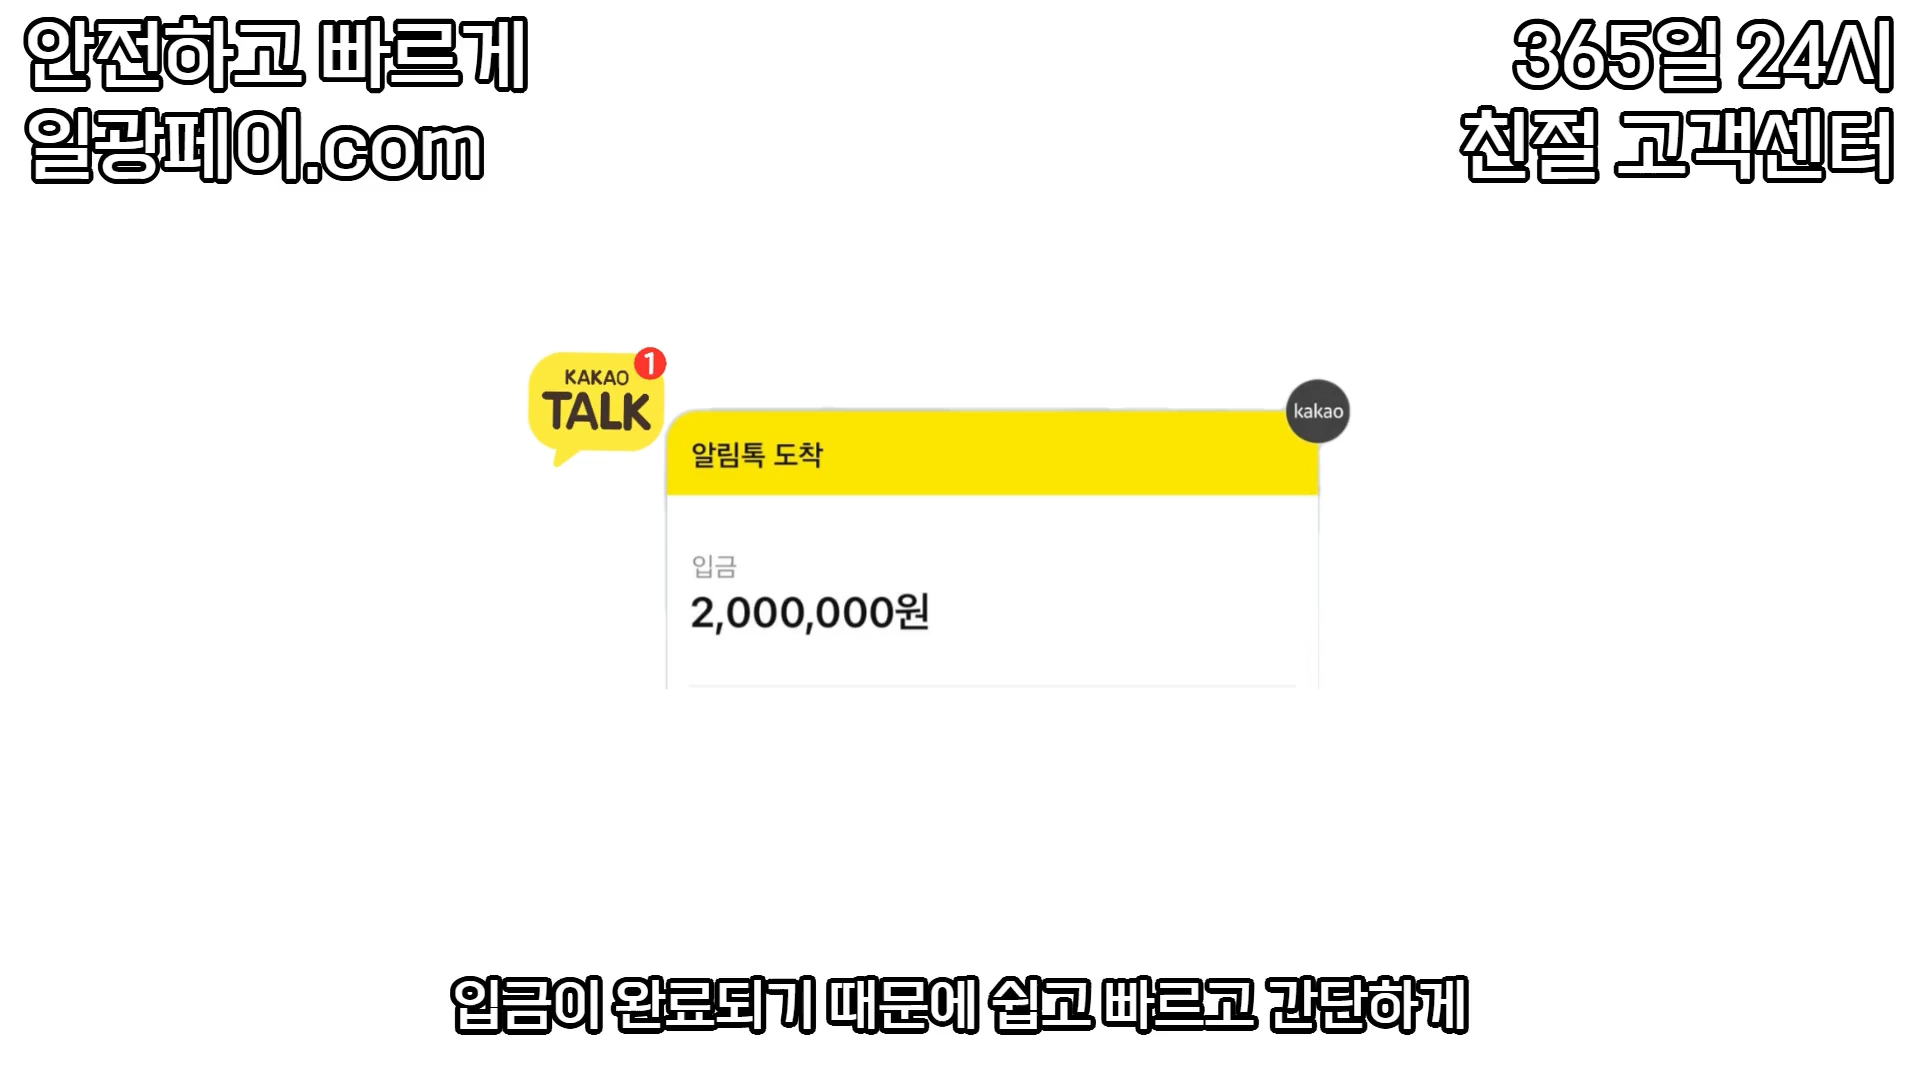 안전하고 빠르게
일광페이.com
365일 24시
친절 고객센터
KAKAO
TALK
1
kakao
알림톡 도착
입금
2,000,000원
입금이 완료되기 때문에 쉽고 빠르고 간단하게